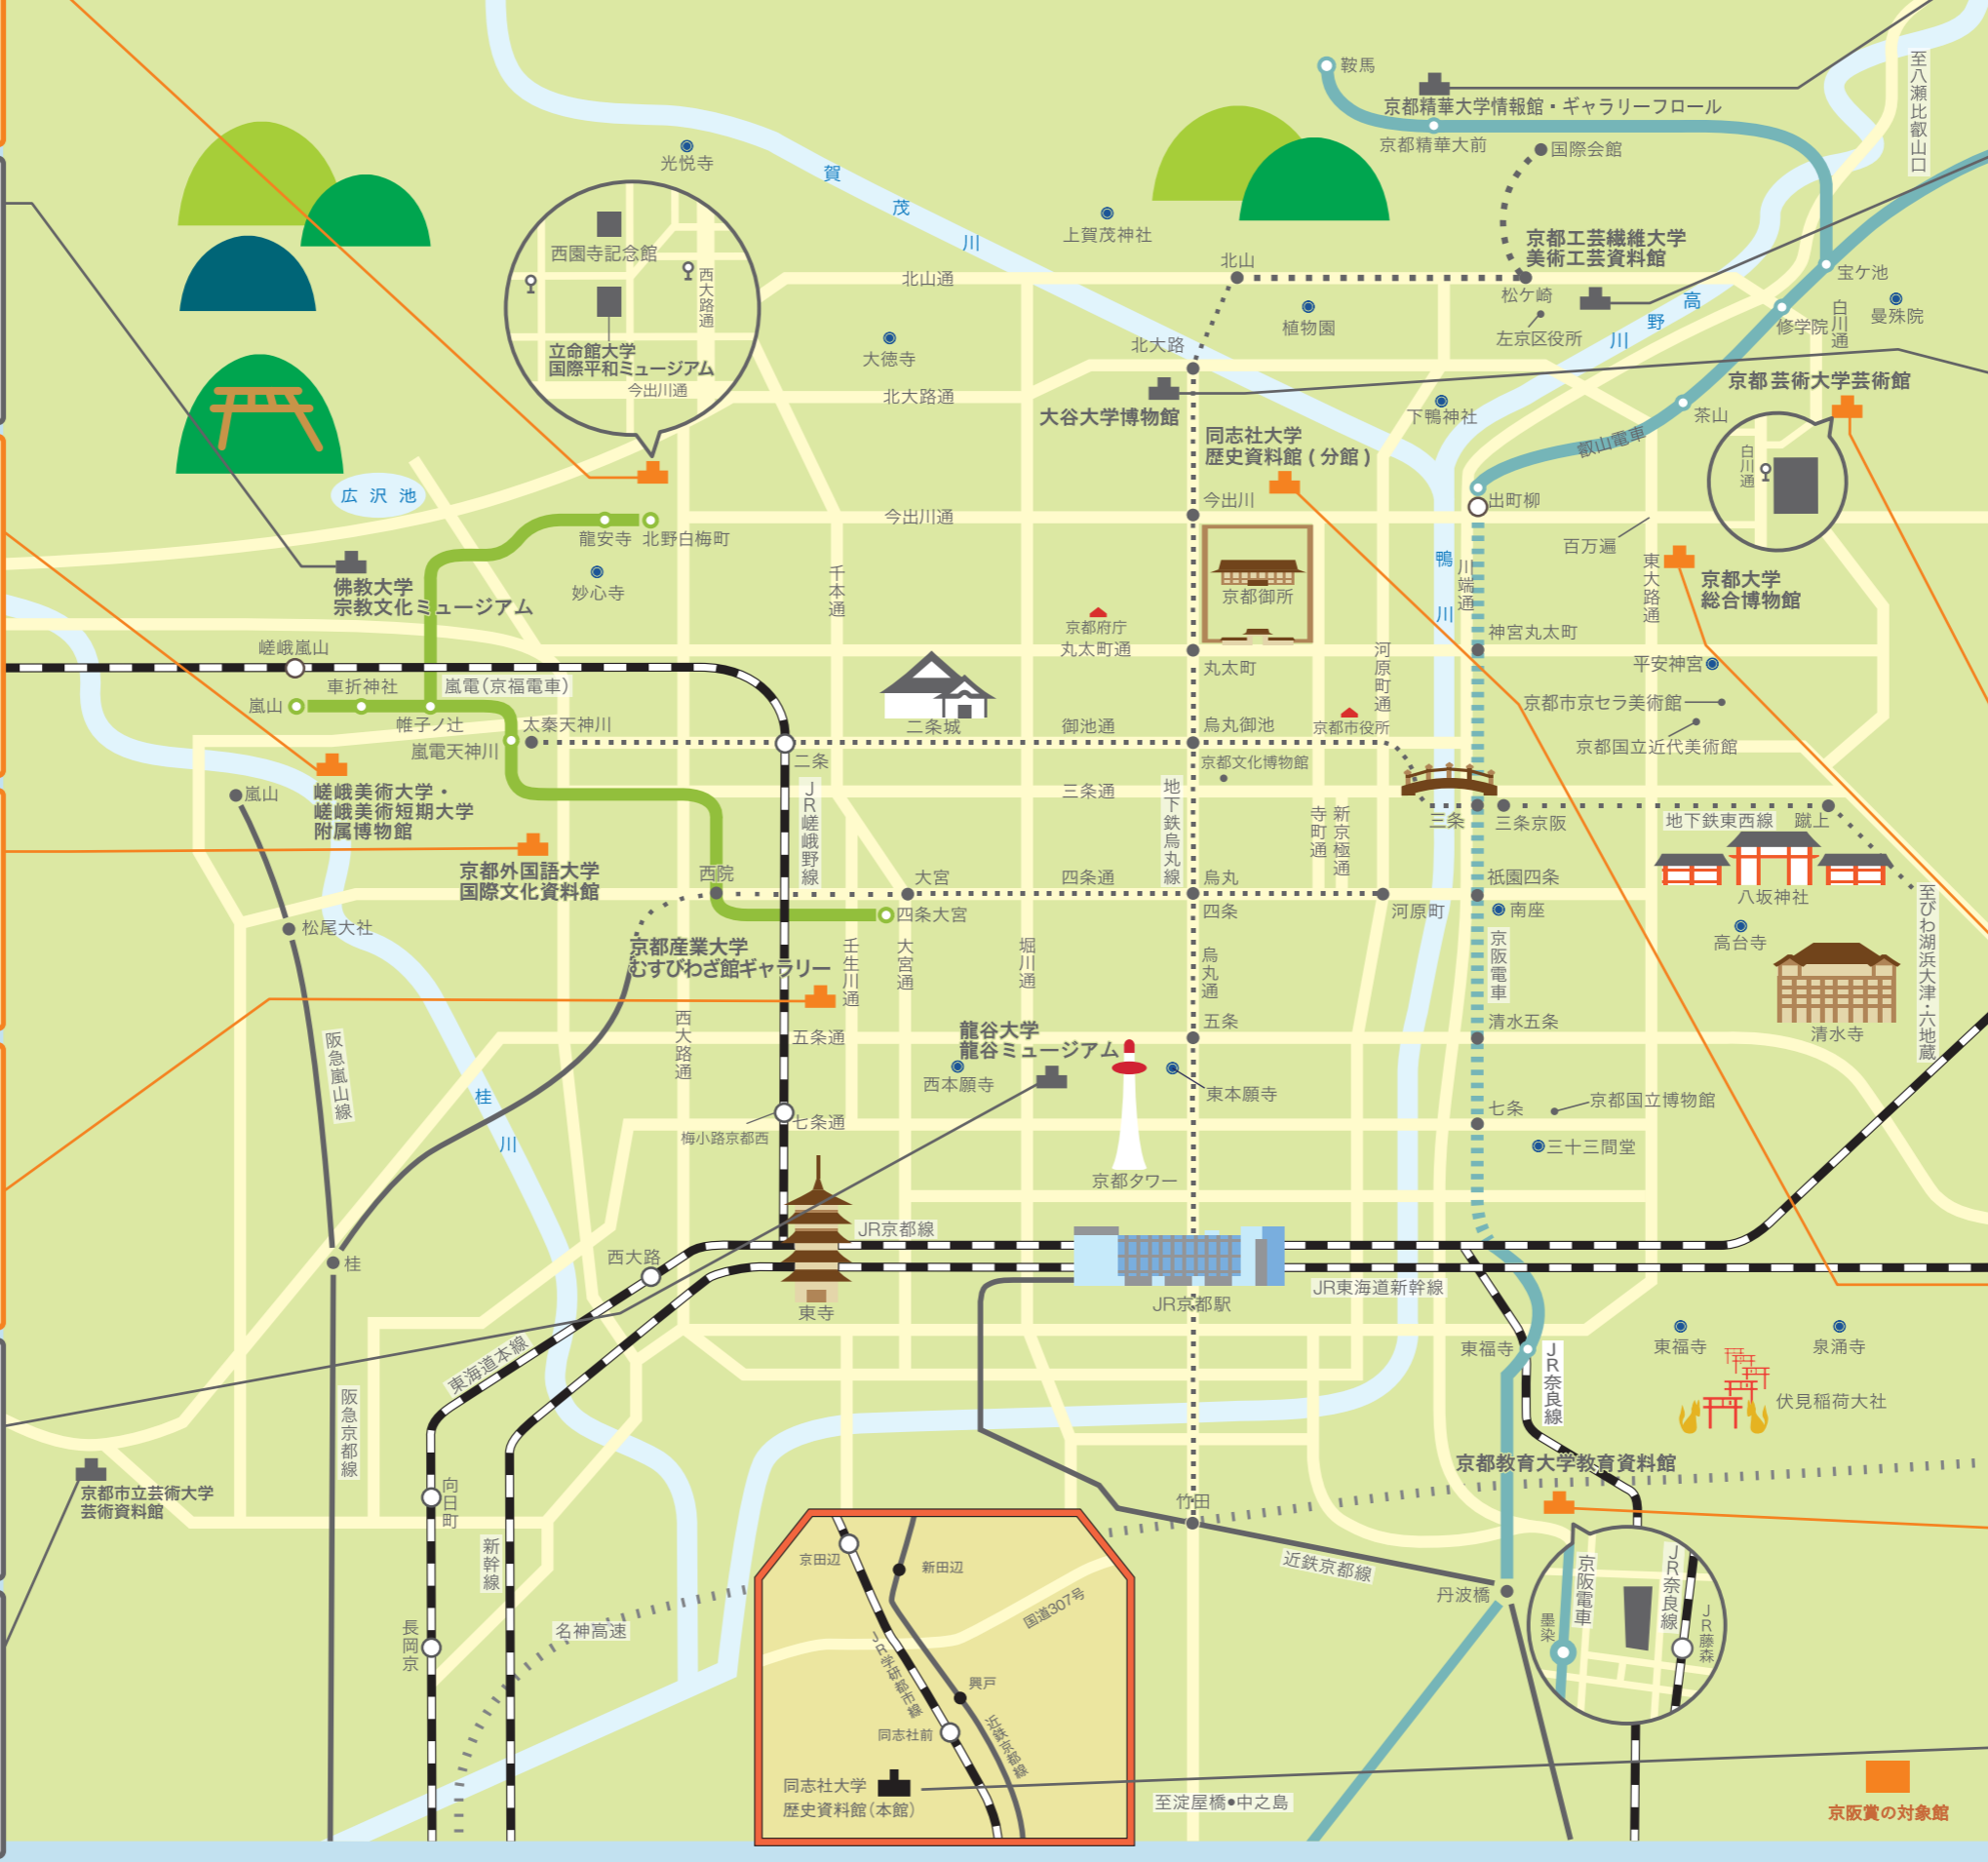 鞍馬
京都精華大学情報館・ギャラリーフロール
京都精華大前
国際会館
至八瀬比叡山口
光悦寺
賀茂川
上賀茂神社
西園寺記念館
西大路通
立命館大学
国際平和ミュージアム
今出川通
北山通
北山
京都工芸繊維大学
美術工芸資料館
松ケ崎
宝ケ池
高野川
植物園
左京区役所
修学院
白川通
曼殊院
大徳寺
北大路
北大路通
大谷大学博物館
下鴨神社
京都芸術大学芸術館
茶山
叡山電車
白川通
同志社大学
歴史資料館(分館)
広沢池
今出川通
今出川
出町柳
百万遍
龍安寺
北野白梅町
妙心寺
佛教大学
宗教文化ミュージアム
千本通
京都御所
鴨川
川端通
東大路通
京都大学
総合博物館
京都府庁
丸太町通
丸太町
河原町通
神宮丸太町
平安神宮
嵯峨嵐山
車折神社
嵐電(京福電車)
嵐山
帷子ノ辻
太秦天神川
嵐電天神川
二条城
御池通
烏丸御池
京都市役所
京都市京セラ美術館
京都国立近代美術館
二条
京都文化博物館
嵐山
嵯峨美術大学・
嵯峨美術短期大学
附属博物館
JR嵯峨野線
三条通
地下鉄烏丸線
寺町通
新京極通
三条
三条京阪
地下鉄東西線
蹴上
京都外国語大学
国際文化資料館
西院
大宮
四条通
烏丸
祇園四条
八坂神社
四条大宮
四条
河原町
南座
至びわ湖浜大津・六地蔵
松尾大社
京都産業大学
むすびわざ館ギャラリー
壬生川通
大宮通
堀川通
烏丸通
京阪電車
高台寺
清水寺
西大路通
五条通
龍谷大学
龍谷ミュージアム
五条
清水五条
阪急嵐山線
桂川
西本願寺
東本願寺
七条
京都国立博物館
梅小路京都西
七条通
三十三間堂
京都タワー
JR京都線
西大路
桂
東寺
JR京都駅
JR東海道新幹線
東海道本線
東福寺
JR奈良線
東福寺
泉涌寺
伏見稲荷大社
阪急京都線
京都教育大学教育資料館
京都市立芸術大学
芸術資料館
向日町
新幹線
竹田
近鉄京都線
丹波橋
長岡京
名神高速
京田辺
新田辺
国道307号
JR学研都市線
興戸
同志社前
近鉄京都線
同志社大学
歴史資料館(本館)
京阪電車
JR奈良線
墨染
JR藤森
至淀屋橋•中之島
京阪賞の対象館